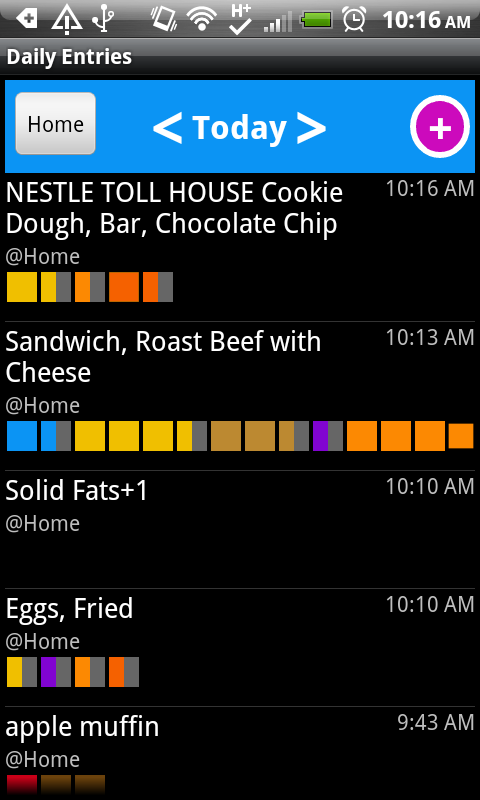 H+
10:16 AM
Daily Entries
Home
< Today >
+
NESTLE TOLL HOUSE Cookie
Dough, Bar, Chocolate Chip
10:16 AM
@Home
Sandwich, Roast Beef with
Cheese
10:13 AM
@Home
Solid Fats+1
10:10 AM
@Home
Eggs, Fried
10:10 AM
@Home
apple muffin
9:43 AM
@Home